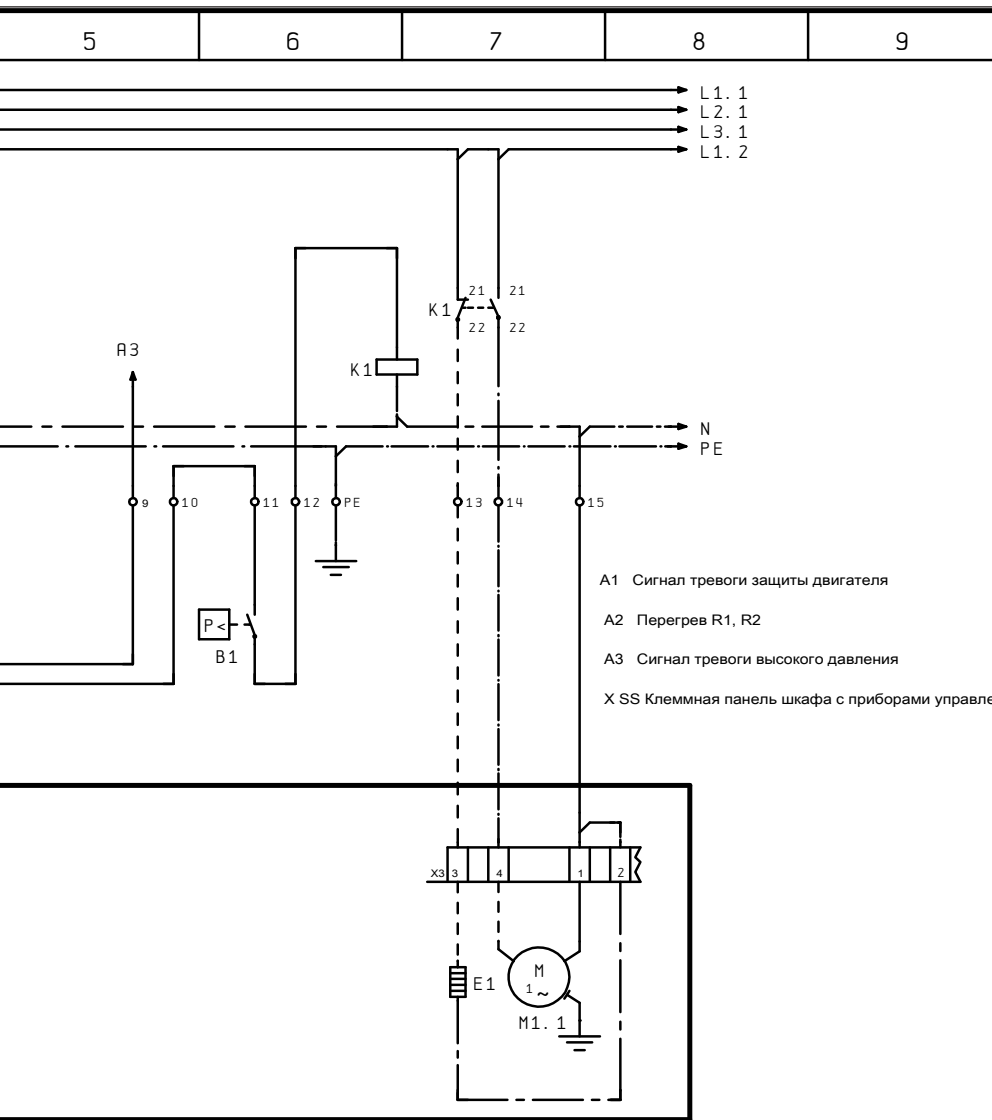 5 6 7 8 9
L1.1
L2.1
L3.1
L1.2
21 21
K1
22 22
A3
K1
N
PE
9 10 11 12 PE 13 14 15
A1 Сигнал тревоги защиты двигателя
A2 Перегрев R1, R2
P<
B1
A3 Сигнал тревоги высокого давления
X SS Клеммная панель шкафа с приборами управле
X3 3 4 1 2
E1
M
1 ~
M1.1